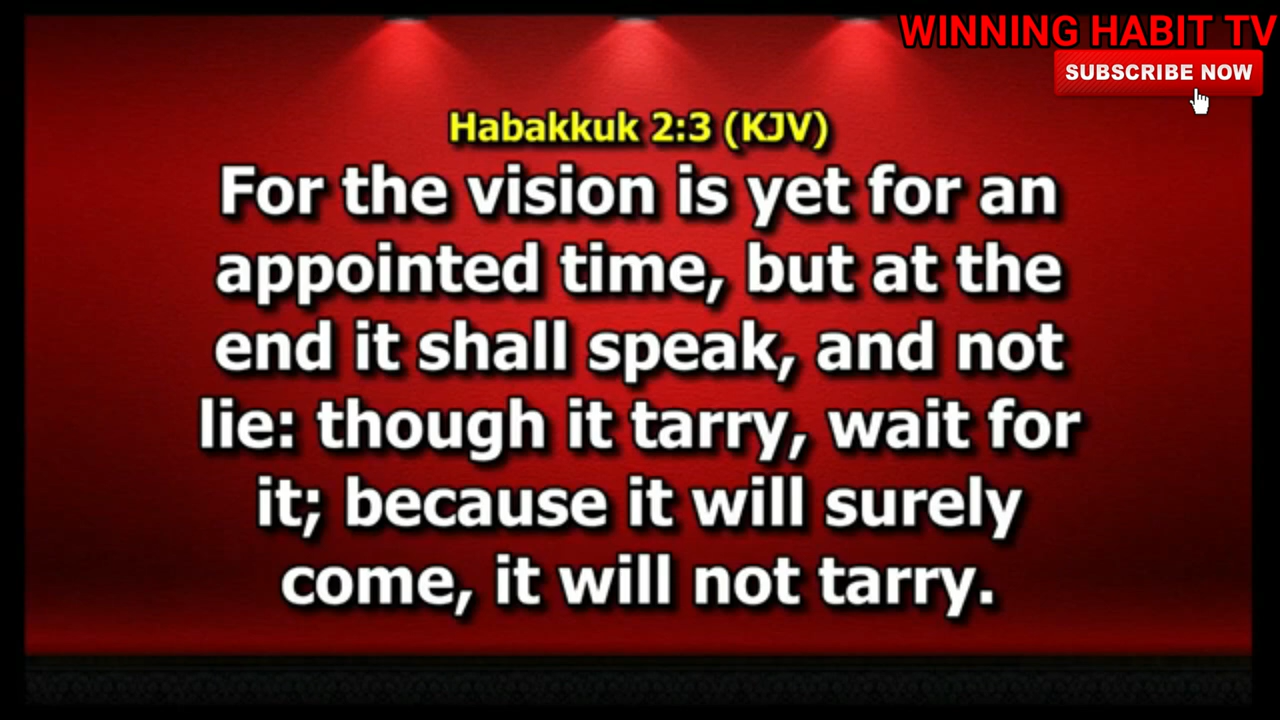 WINNING HABIT TV
SUBSCRIBE NOW
Habakkuk 2:3 (KJV)
For the vision is yet for an
appointed time, but at the
end it shall speak, and not
lie: though it tarry, wait for
it; because it will surely
come, it will not tarry.